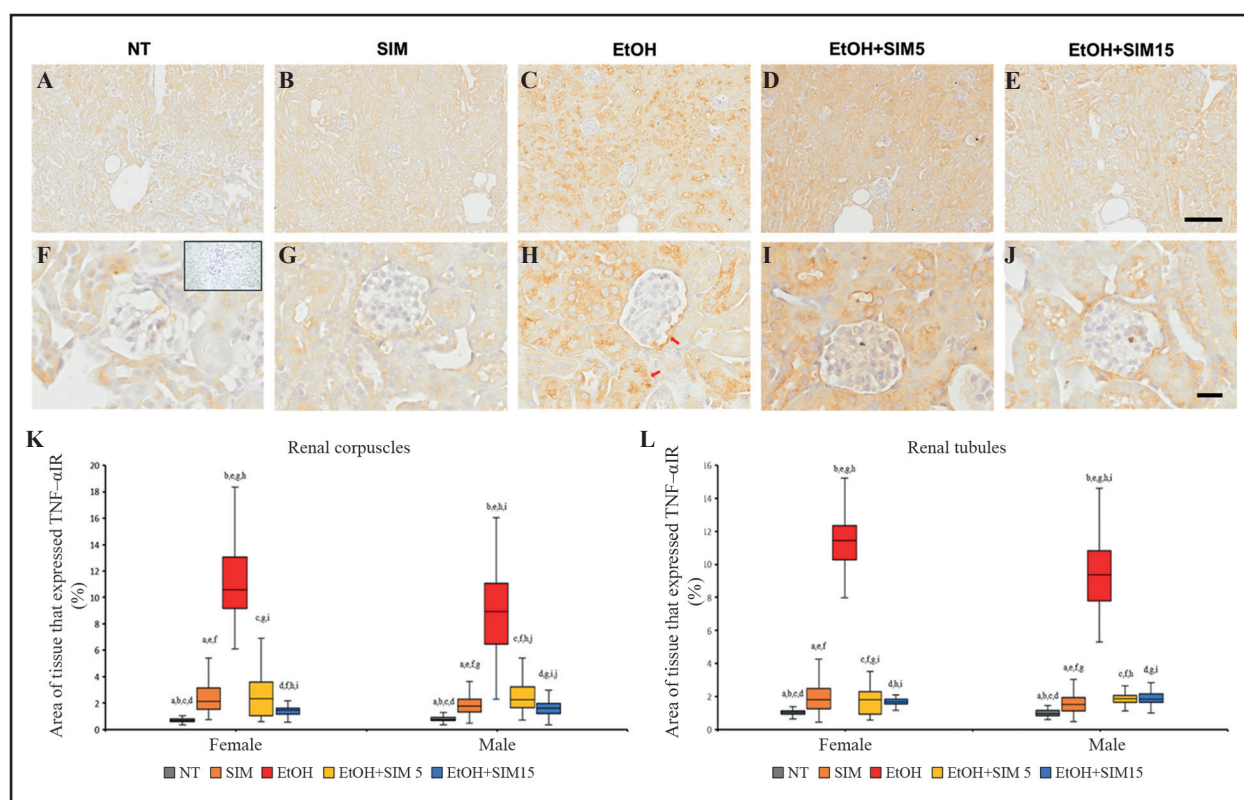 NT SIM EtOH EtOH+SIM5 EtOH+SIM15
A B C D E
F G H I J
K
Renal corpuscles
Area of tissue that expressed TNF–αIR
(%)
20
18
16
14
12
10
8
6
4
2
0
a,b,c,d
a,e,f
b,e,g,h
c,g,i
d,f,h,i
a,b,c,d
a,e,f,g
b,e,h,i
c,f,h,j
d,g,i,j
Female Male
NT SIM EtOH EtOH+SIM 5 EtOH+SIM15
L
Renal tubules
Area of tissue that expressed TNF–αIR
(%)
16
14
12
10
8
6
4
2
0
a,b,c,d
a,e,f
b,e,g,h
c,f,g,i
d,h,i
a,b,c,d
a,e,f,g
b,e,g,h,i
c,f,h
d,g,i
Female Male
NT SIM EtOH EtOH+SIM 5 EtOH+SIM15